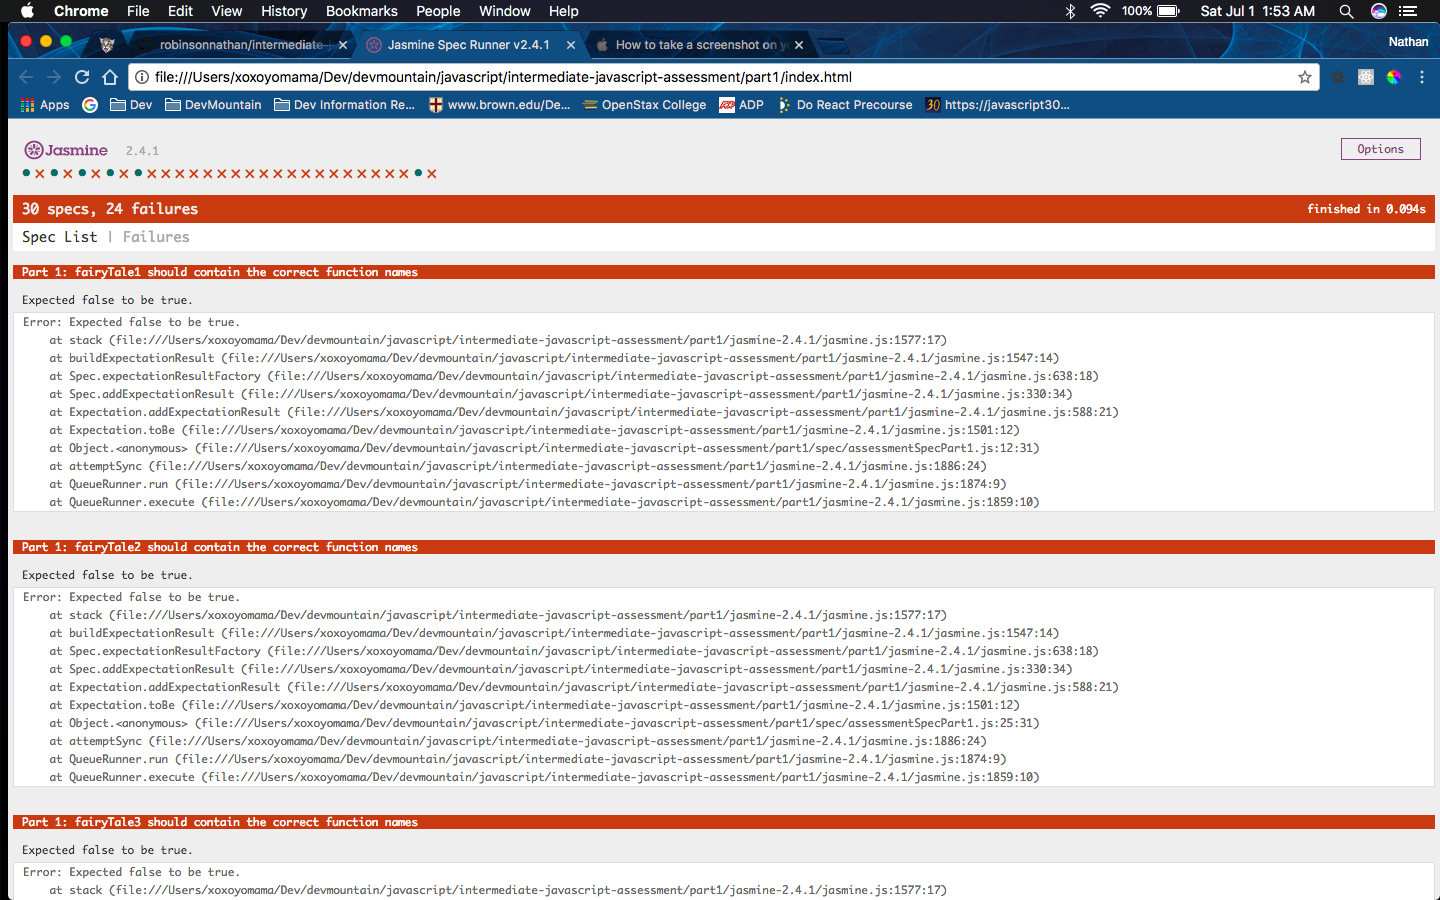 Chrome File Edit View History Bookmarks People Window Help 100% Sat Jul 1 1:53 AM
robinsonnathan/intermediate-j Jasmine Spec Runner v2.4.1 How to take a screenshot on y Nathan
file:///Users/xoxoyomama/Dev/devmountain/javascript/intermediate-javascript-assessment/part1/index.html
Apps Dev DevMountain Dev Information Re... www.brown.edu/De... OpenStax College ADP Do React Precourse 30 https://javascript30...
Jasmine 2.4.1 Options
30 specs, 24 failures finished in 0.094s
Spec List | Failures
Part 1: fairyTale1 should contain the correct function names
Expected false to be true.
Error: Expected false to be true.
at stack (file:///Users/xoxoyomama/Dev/devmountain/javascript/intermediate-javascript-assessment/part1/jasmine-2.4.1/jasmine.js:1577:17)
at buildExpectationResult (file:///Users/xoxoyomama/Dev/devmountain/javascript/intermediate-javascript-assessment/part1/jasmine-2.4.1/jasmine.js:1547:14)
at Spec.expectationResultFactory (file:///Users/xoxoyomama/Dev/devmountain/javascript/intermediate-javascript-assessment/part1/jasmine-2.4.1/jasmine.js:638:18)
at Spec.addExpectationResult (file:///Users/xoxoyomama/Dev/devmountain/javascript/intermediate-javascript-assessment/part1/jasmine-2.4.1/jasmine.js:330:34)
at Expectation.addExpectationResult (file:///Users/xoxoyomama/Dev/devmountain/javascript/intermediate-javascript-assessment/part1/jasmine-2.4.1/jasmine.js:588:21)
at Expectation.toBe (file:///Users/xoxoyomama/Dev/devmountain/javascript/intermediate-javascript-assessment/part1/jasmine-2.4.1/jasmine.js:1501:12)
at Object.<anonymous> (file:///Users/xoxoyomama/Dev/devmountain/javascript/intermediate-javascript-assessment/part1/spec/assessmentSpecPart1.js:12:31)
at attemptSync (file:///Users/xoxoyomama/Dev/devmountain/javascript/intermediate-javascript-assessment/part1/jasmine-2.4.1/jasmine.js:1886:24)
at QueueRunner.run (file:///Users/xoxoyomama/Dev/devmountain/javascript/intermediate-javascript-assessment/part1/jasmine-2.4.1/jasmine.js:1874:9)
at QueueRunner.execute (file:///Users/xoxoyomama/Dev/devmountain/javascript/intermediate-javascript-assessment/part1/jasmine-2.4.1/jasmine.js:1859:10)
Part 1: fairyTale2 should contain the correct function names
Expected false to be true.
Error: Expected false to be true.
at stack (file:///Users/xoxoyomama/Dev/devmountain/javascript/intermediate-javascript-assessment/part1/jasmine-2.4.1/jasmine.js:1577:17)
at buildExpectationResult (file:///Users/xoxoyomama/Dev/devmountain/javascript/intermediate-javascript-assessment/part1/jasmine-2.4.1/jasmine.js:1547:14)
at Spec.expectationResultFactory (file:///Users/xoxoyomama/Dev/devmountain/javascript/intermediate-javascript-assessment/part1/jasmine-2.4.1/jasmine.js:638:18)
at Spec.addExpectationResult (file:///Users/xoxoyomama/Dev/devmountain/javascript/intermediate-javascript-assessment/part1/jasmine-2.4.1/jasmine.js:330:34)
at Expectation.addExpectationResult (file:///Users/xoxoyomama/Dev/devmountain/javascript/intermediate-javascript-assessment/part1/jasmine-2.4.1/jasmine.js:588:21)
at Expectation.toBe (file:///Users/xoxoyomama/Dev/devmountain/javascript/intermediate-javascript-assessment/part1/jasmine-2.4.1/jasmine.js:1501:12)
at Object.<anonymous> (file:///Users/xoxoyomama/Dev/devmountain/javascript/intermediate-javascript-assessment/part1/spec/assessmentSpecPart1.js:25:31)
at attemptSync (file:///Users/xoxoyomama/Dev/devmountain/javascript/intermediate-javascript-assessment/part1/jasmine-2.4.1/jasmine.js:1886:24)
at QueueRunner.run (file:///Users/xoxoyomama/Dev/devmountain/javascript/intermediate-javascript-assessment/part1/jasmine-2.4.1/jasmine.js:1874:9)
at QueueRunner.execute (file:///Users/xoxoyomama/Dev/devmountain/javascript/intermediate-javascript-assessment/part1/jasmine-2.4.1/jasmine.js:1859:10)
Part 1: fairyTale3 should contain the correct function names
Expected false to be true.
Error: Expected false to be true.
at stack (file:///Users/xoxoyomama/Dev/devmountain/javascript/intermediate-javascript-assessment/part1/jasmine-2.4.1/jasmine.js:1577:17)